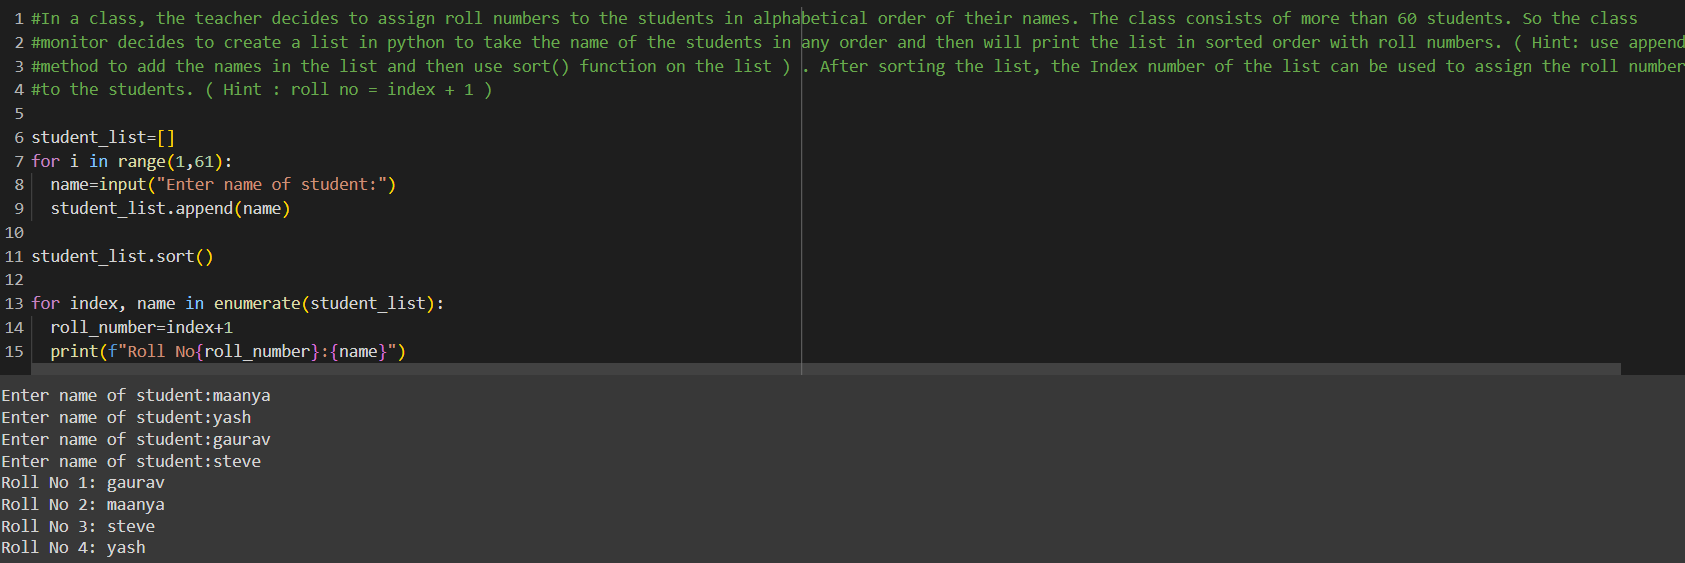 1 #In a class, the teacher decides to assign roll numbers to the students in alphabetical order of their names. The class consists of more than 60 students. So the class
2 #monitor decides to create a list in python to take the name of the students in any order and then will print the list in sorted order with roll numbers. ( Hint: use append
3 #method to add the names in the list and then use sort() function on the list ) . After sorting the list, the Index number of the list can be used to assign the roll number
4 #to the students. ( Hint : roll no = index + 1 )
5
6 student_list=[]
7 for i in range(1,61):
8   name=input("Enter name of student:")
9   student_list.append(name)
10
11 student_list.sort()
12
13 for index, name in enumerate(student_list):
14   roll_number=index+1
15   print(f"Roll No{roll_number}:{name}")
Enter name of student:maanya
Enter name of student:yash
Enter name of student:gaurav
Enter name of student:steve
Roll No 1: gaurav
Roll No 2: maanya
Roll No 3: steve
Roll No 4: yash